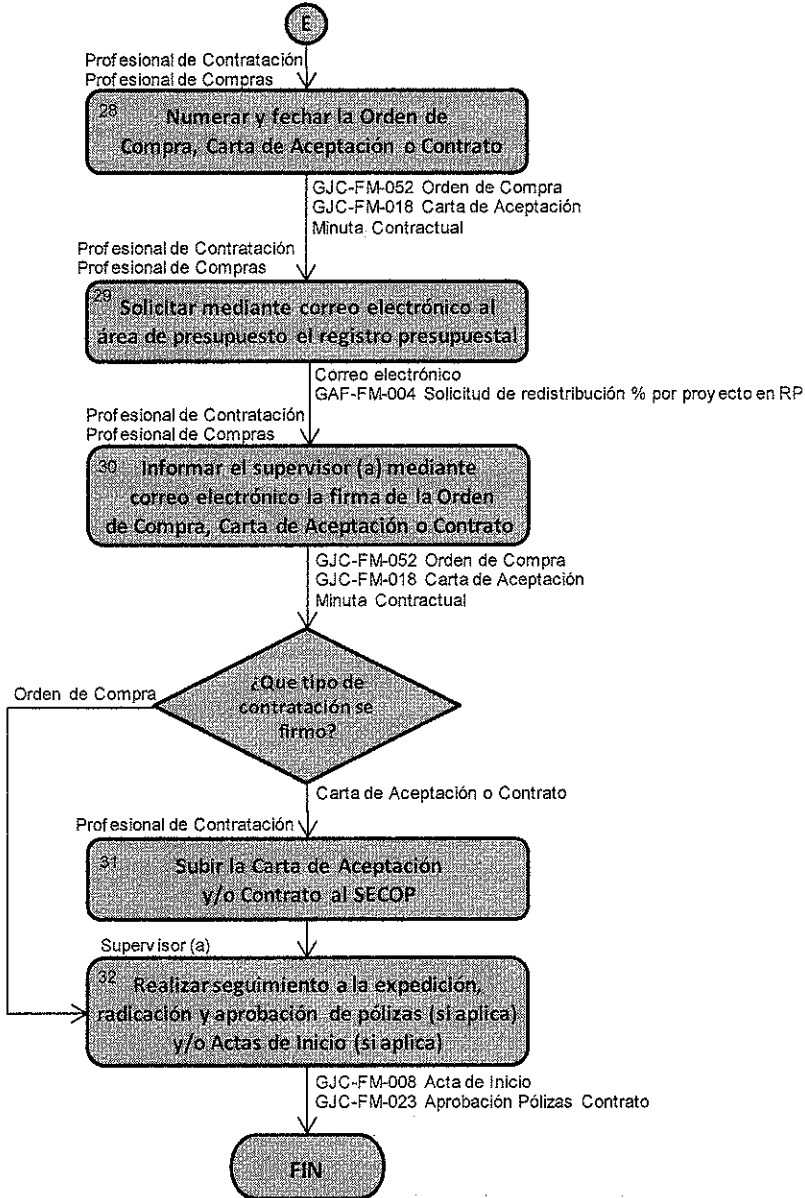 E
Profesional de Contratación
Profesional de Compras
28
Numerar y fechar la Orden de
Compra, Carta de Aceptación o Contrato
GJC-FM-052 Orden de Compra
GJC-FM-018 Carta de Aceptación
Minuta Contractual
Profesional de Contratación
Profesional de Compras
29
Solicitar mediante correo electrónico al
área de presupuesto el registro presupuestal
Correo electrónico
GAF-FM-004 Solicitud de redistribución % por proyecto en RP
Profesional de Contratación
Profesional de Compras
30
Informar el supervisor (a) mediante
correo electrónico la firma de la Orden
de Compra, Carta de Aceptación o Contrato
GJC-FM-052 Orden de Compra
GJC-FM-018 Carta de Aceptación
Minuta Contractual
¿Que tipo de
contratación se
firmo?
Orden de Compra
Carta de Aceptación o Contrato
Profesional de Contratación
31
Subir la Carta de Aceptación
y/o Contrato al SECOP
Supervisor (a)
32
Realizar seguimiento a la expedición,
radicación y aprobación de pólizas (si aplica)
y/o Actas de Inicio (si aplica)
GJC-FM-008 Acta de Inicio
GJC-FM-023 Aprobación Pólizas Contrato
FIN